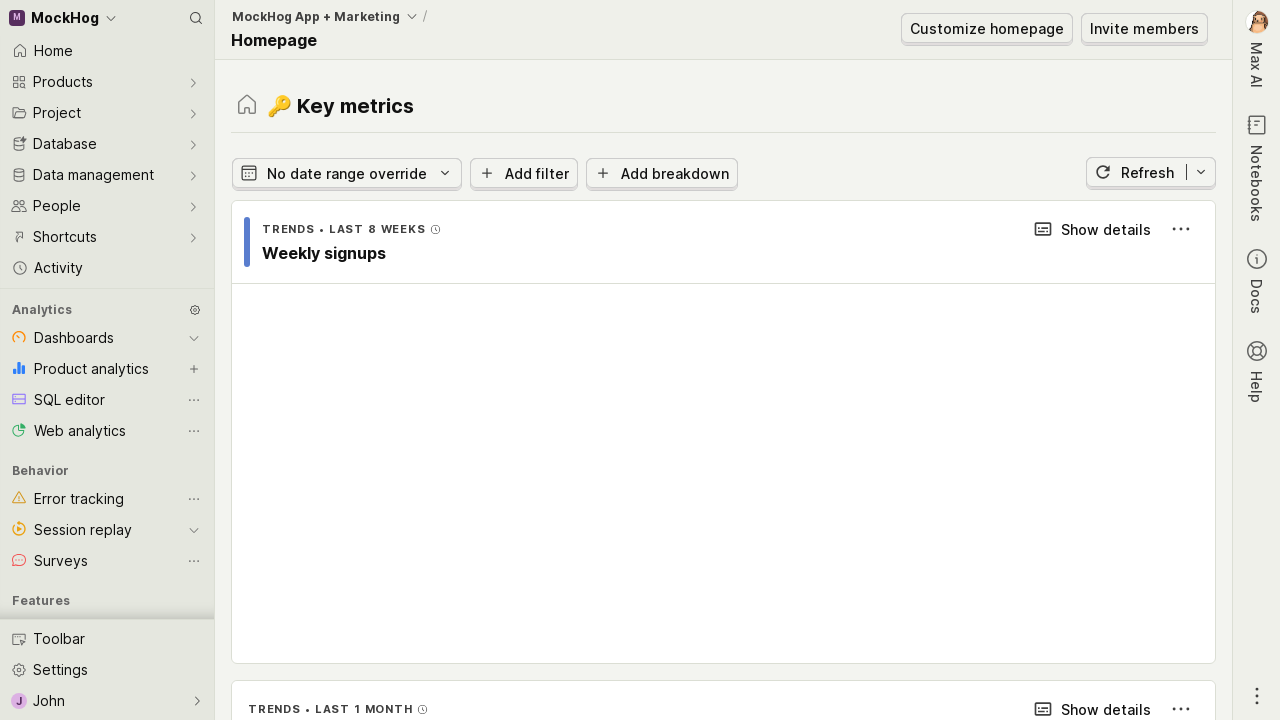 M MockHog
Home
Products
Project
Database
Data management
People
Shortcuts
Activity
Analytics
Dashboards
Product analytics
SQL editor
Web analytics
Behavior
Error tracking
Session replay
Surveys
Features
Toolbar
Settings
J John
MockHog App + Marketing /
Homepage
Customize homepage
Invite members
🔑 Key metrics
No date range override
Add filter
Add breakdown
Refresh
TRENDS • LAST 8 WEEKS
Show details
Weekly signups
TRENDS • LAST 1 MONTH
Show details
Max AI
Notebooks
Docs
Help